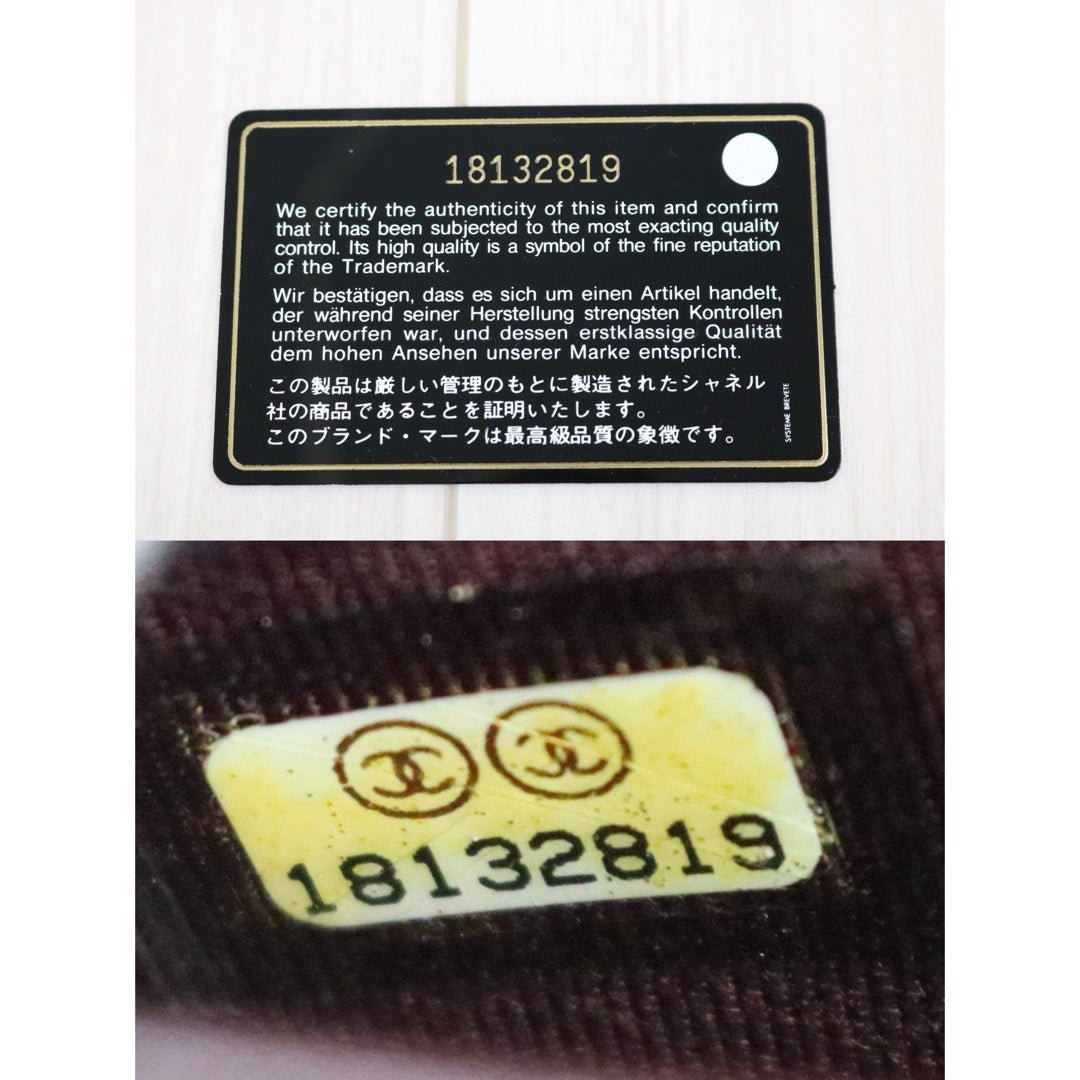 18132819
We certify the authenticity of this item and confirm
that it has been subjected to the most exacting quality
control. Its high quality is a symbol of the fine reputation
of the Trademark.
Wir bestätigen, dass es sich um einen Artikel handelt,
der während seiner Herstellung strengsten Kontrollen
unterworfen war, und dessen erstklassige Qualität
dem hohen Ansehen unserer Marke entspricht.
この製品は厳しい管理のもとに製造されたシャネル
社の商品であることを証明いたします。
このブランド・マークは最高級品質の象徴です。
SYSTEME BREVETE
18132819